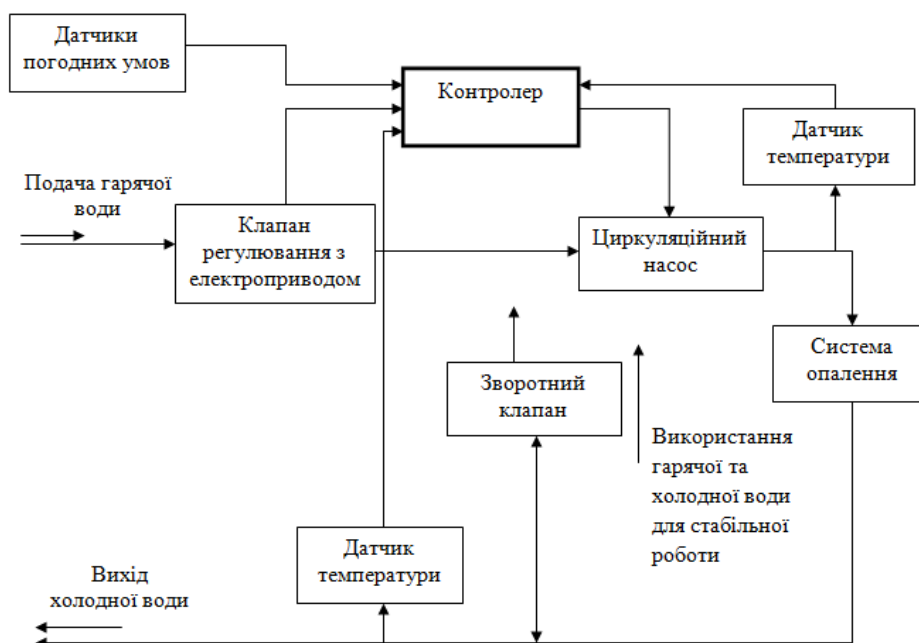 Датчики
погодних умов
Контролер
Датчик
температури
Подача гарячої
води
Клапан
регулювання з
електроприводом
Циркуляційний
насос
Система
опалення
Зворотний
клапан
Використання
гарячої та
холодної води
для стабільної
роботи
Датчик
температури
Вихід
холодної води